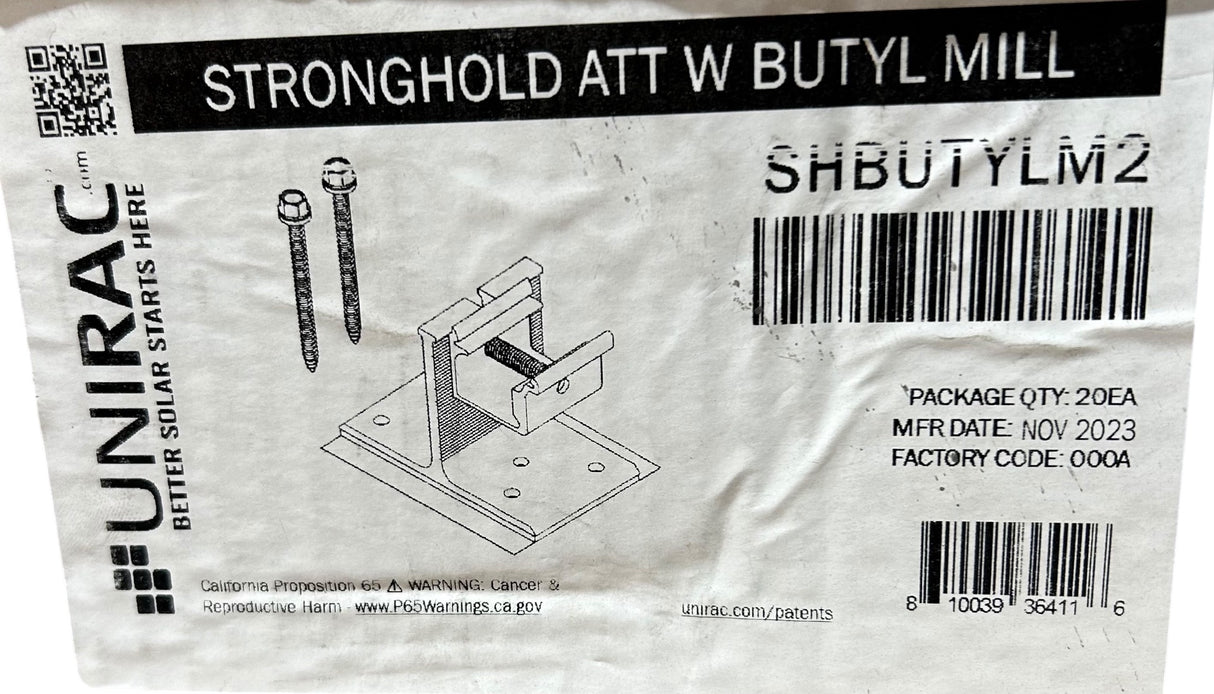 STRONGHOLD ATT W BUTYL MILL
UNIRAC
.com
BETTER SOLAR STARTS HERE
SHBUTYLM2
PACKAGE QTY: 20EA
MFR DATE: NOV 2023
FACTORY CODE: 000A
8 10039 36411 6
California Proposition 65 ⚠ WARNING: Cancer &
Reproductive Harm - www.P65Warnings.ca.gov
unirac.com/patents